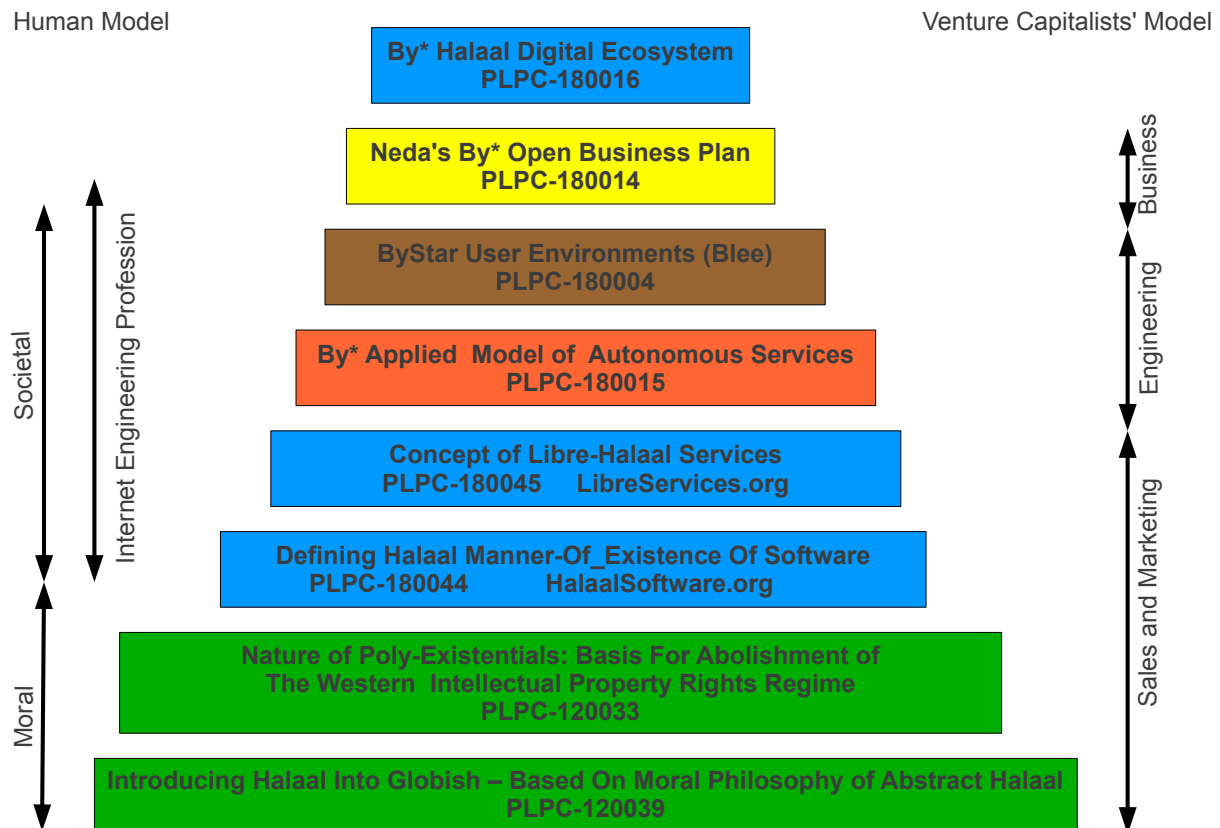 Human Model
Venture Capitalists' Model
By* Halaal Digital Ecosystem
PLPC-180016
Neda's By* Open Business Plan
PLPC-180014
ByStar User Environments (Blee)
PLPC-180004
By* Applied Model of Autonomous Services
PLPC-180015
Concept of Libre-Halaal Services
PLPC-180045 LibreServices.org
Defining Halaal Manner-Of_Existence Of Software
PLPC-180044 HalaalSoftware.org
Nature of Poly-Existentials: Basis For Abolishment of
The Western Intellectual Property Rights Regime
PLPC-120033
Introducing Halaal Into Globish – Based On Moral Philosophy of Abstract Halaal
PLPC-120039
Societal
Moral
Internet Engineering Profession
Business
Engineering
Sales and Marketing